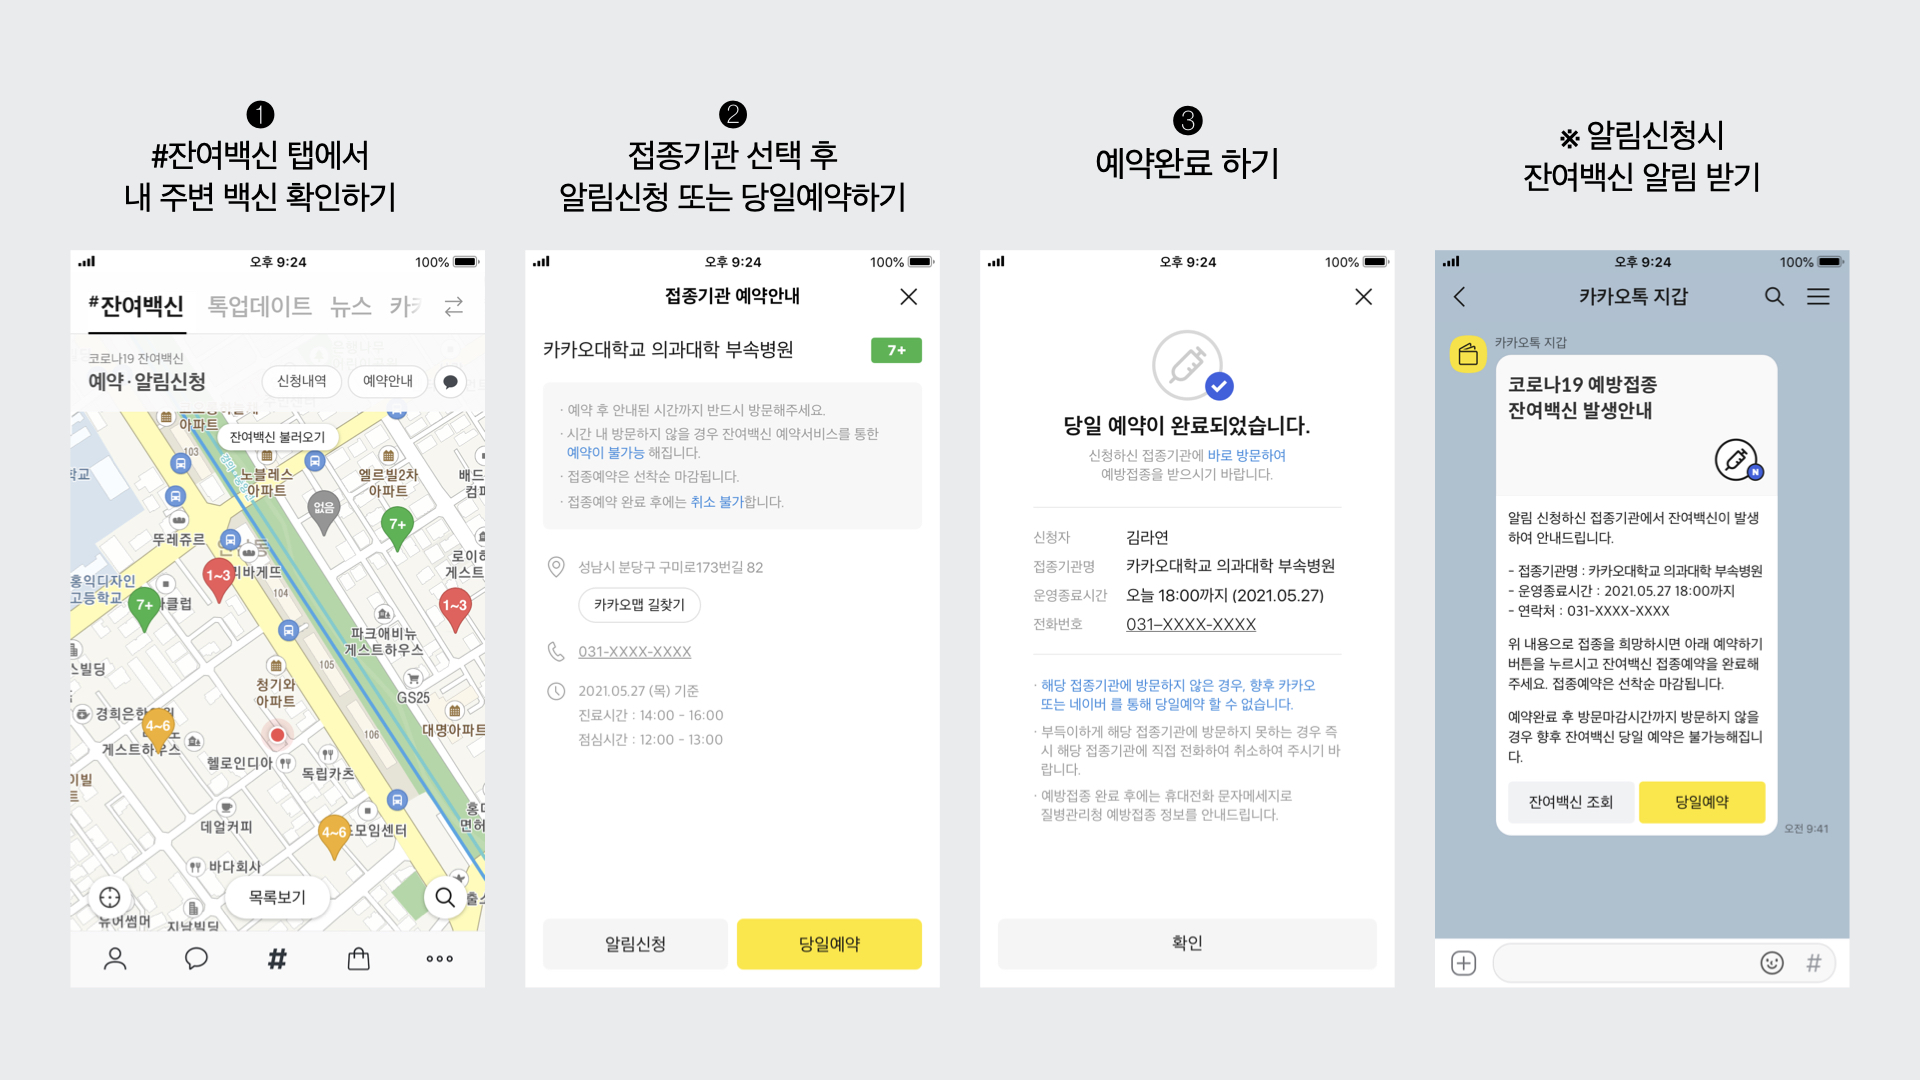 ❶
#잔여백신 탭에서
내 주변 백신 확인하기
❷
접종기관 선택 후
알림신청 또는 당일예약하기
❸
예약완료 하기
※ 알림신청시
잔여백신 알림 받기
오후 9:24
100%
#잔여백신 톡업데이트 뉴스
코로나19 잔여백신
예약·알림신청
신청내역
예약안내
잔여백신 불러오기
아파트
103
학교
노블레스
아파트
엘르빌2차
아파트
배드
컴퍼
없음
7+
뚜레쥬르
로이하
게스트
1~3
리바게뜨
홍익디자인
고등학교
7+
104
1~3
파크애비뉴
게스트하우스
스빌딩
105
청기와
아파트
GS25
경희은한의원
4~6
게스트하우스
대명아파트
106
헬로인디아
독립카츠
이빌
데얼커피
4~6
모임센터
홍대
면허
바다회사
목록보기
유어썸머
지남빌딩
#
오후 9:24
100%
접종기관 예약안내
카카오대학교 의과대학 부속병원
7+
· 예약 후 안내된 시간까지 반드시 방문해주세요.
· 시간 내 방문하지 않을 경우 잔여백신 예약서비스를 통한
예약이 불가능 해집니다.
· 접종예약은 선착순 마감됩니다.
· 접종예약 완료 후에는 취소 불가합니다.
성남시 분당구 구미로173번길 82
카카오맵 길찾기
031-XXXX-XXXX
2021.05.27 (목) 기준
진료시간 : 14:00 - 16:00
점심시간 : 12:00 - 13:00
알림신청
당일예약
오후 9:24
100%
당일 예약이 완료되었습니다.
신청하신 접종기관에 바로 방문하여
예방접종을 받으시기 바랍니다.
신청자 김라연
접종기관명 카카오대학교 의과대학 부속병원
운영종료시간 오늘 18:00까지 (2021.05.27)
전화번호 031–XXXX-XXXX
· 해당 접종기관에 방문하지 않은 경우, 향후 카카오
또는 네이버 를 통해 당일예약 할 수 없습니다.
· 부득이하게 해당 접종기관에 방문하지 못하는 경우 즉
시 해당 접종기관에 직접 전화하여 취소하여 주시기 바
랍니다.
· 예방접종 완료 후에는 휴대전화 문자메세지로
질병관리청 예방접종 정보를 안내드립니다.
확인
오후 9:24
100%
카카오톡 지갑
카카오톡 지갑
코로나19 예방접종
잔여백신 발생안내
N
알림 신청하신 접종기관에서 잔여백신이 발생
하여 안내드립니다.
- 접종기관명 : 카카오대학교 의과대학 부속병원
- 운영종료시간 : 2021.05.27 18:00까지
- 연락처 : 031-XXXX-XXXX
위 내용으로 접종을 희망하시면 아래 예약하기
버튼을 누르시고 잔여백신 접종예약을 완료해
주세요. 접종예약은 선착순 마감됩니다.
예약완료 후 방문마감시간까지 방문하지 않을
경우 향후 잔여백신 당일 예약은 불가능해집니
다.
잔여백신 조회
당일예약
오전 9:41
#